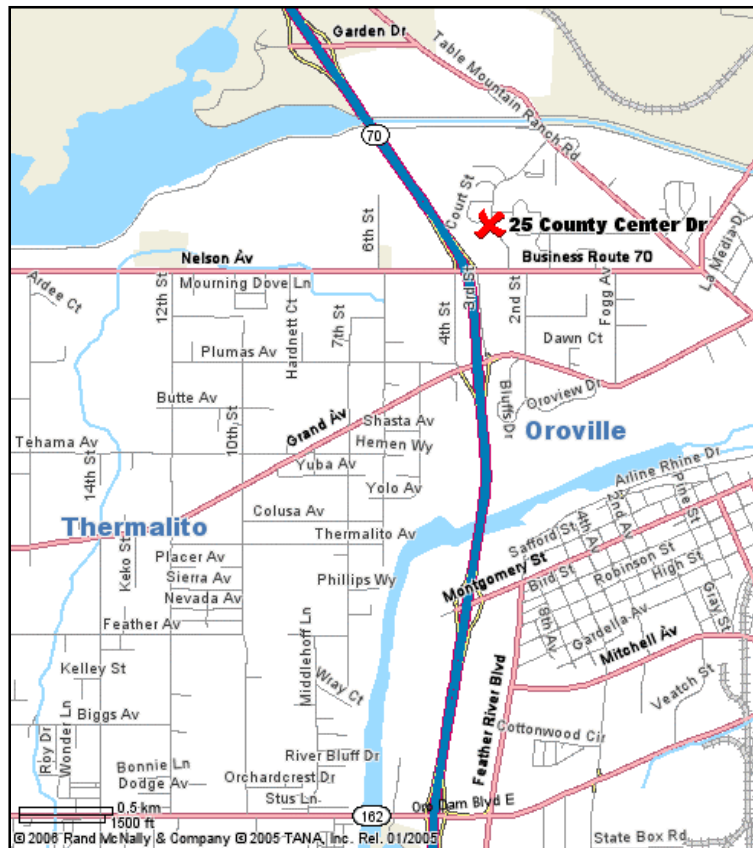 Garden Dr
Table Mountain Ranch Rd
70
Court St
25 County Center Dr
6th St
Nelson Av
Business Route 70
La Media Dr
Ardee Ct
12th St
Mourning Dove Ln
Hardnett Ct
7th St
4th St
3rd St
2nd St
Fogg Av
Plumas Av
Dawn Ct
Butte Av
10th St
Grand Av
Shasta Av
Bluffs Dr
Oroview Dr
Oroville
Tehama Av
Hemen Wy
14th St
Yuba Av
Yolo Av
Arline Rhine Dr
Pine St
2nd Av
Colusa Av
4th Av
Safford St
Thermalito
Thermalito Av
Montgomery St
Bird St
Robinson St
High St
Keko St
Placer Av
Sierra Av
Phillips Wy
Nevada Av
8th Av
Gardella Av
Gray St
Feather Av
Mitchell Av
Kelley St
Middlehoff Ln
Wray Ct
Feather River Blvd
Veatch St
Roy Dr
Wonder Ln
Biggs Av
Cottonwood Cir
River Bluff Dr
Bonnie Ln
Dodge Av
Orchardcrest Dr
Stus Ln
0.5 km
1500 ft
162
Oro Dam Blvd E
State Box Rd
© 2006 Rand McNally & Company © 2005 TANA, Inc. Rel. 01/2005